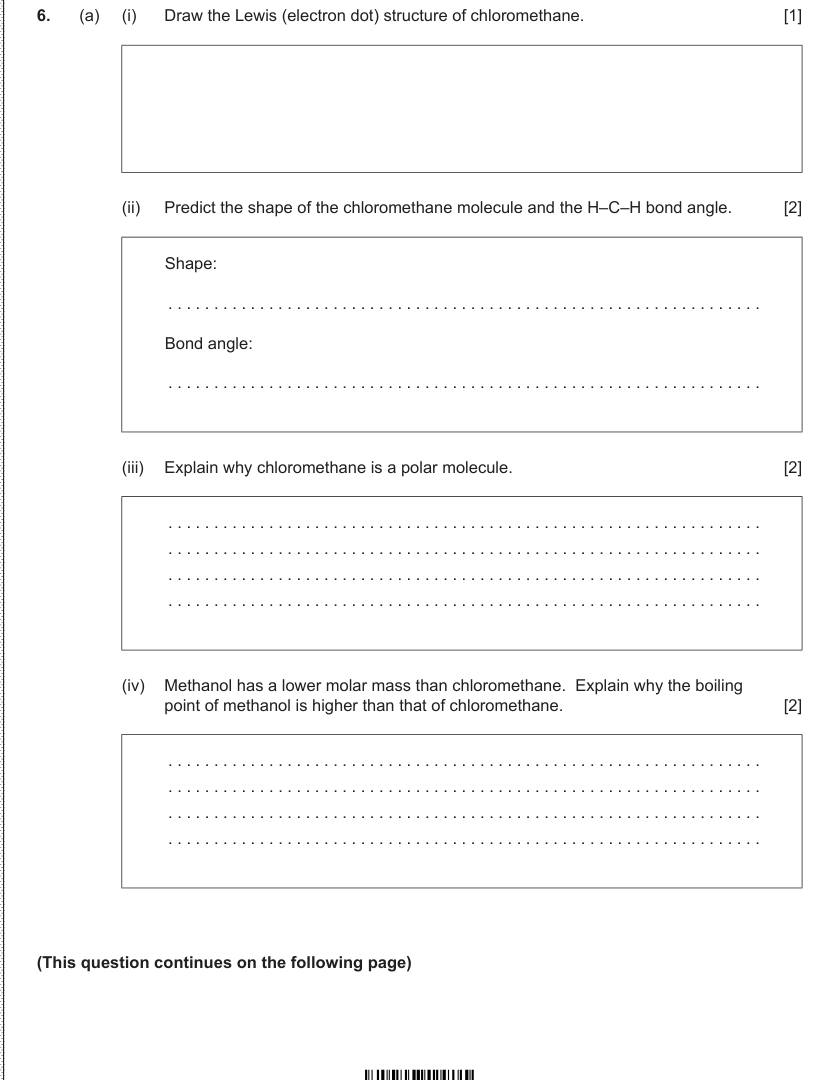 6. (a) (i) Draw the Lewis (electron dot) structure of chloromethane. [1]
(ii) Predict the shape of the chloromethane molecule and the H–C–H bond angle. [2]
Shape:
. . . . . . . . . . . . . . . . . . . . . . . . . . . . . . . . . . . . . . . . . . . . . . . . . . . . . . . . . . . . . . . . .
Bond angle:
. . . . . . . . . . . . . . . . . . . . . . . . . . . . . . . . . . . . . . . . . . . . . . . . . . . . . . . . . . . . . . . . .
(iii) Explain why chloromethane is a polar molecule. [2]
. . . . . . . . . . . . . . . . . . . . . . . . . . . . . . . . . . . . . . . . . . . . . . . . . . . . . . . . . . . . . . . . .
. . . . . . . . . . . . . . . . . . . . . . . . . . . . . . . . . . . . . . . . . . . . . . . . . . . . . . . . . . . . . . . . .
. . . . . . . . . . . . . . . . . . . . . . . . . . . . . . . . . . . . . . . . . . . . . . . . . . . . . . . . . . . . . . . . .
. . . . . . . . . . . . . . . . . . . . . . . . . . . . . . . . . . . . . . . . . . . . . . . . . . . . . . . . . . . . . . . . .
(iv) Methanol has a lower molar mass than chloromethane. Explain why the boiling
point of methanol is higher than that of chloromethane. [2]
. . . . . . . . . . . . . . . . . . . . . . . . . . . . . . . . . . . . . . . . . . . . . . . . . . . . . . . . . . . . . . . . .
. . . . . . . . . . . . . . . . . . . . . . . . . . . . . . . . . . . . . . . . . . . . . . . . . . . . . . . . . . . . . . . . .
. . . . . . . . . . . . . . . . . . . . . . . . . . . . . . . . . . . . . . . . . . . . . . . . . . . . . . . . . . . . . . . . .
. . . . . . . . . . . . . . . . . . . . . . . . . . . . . . . . . . . . . . . . . . . . . . . . . . . . . . . . . . . . . . . . .
(This question continues on the following page)